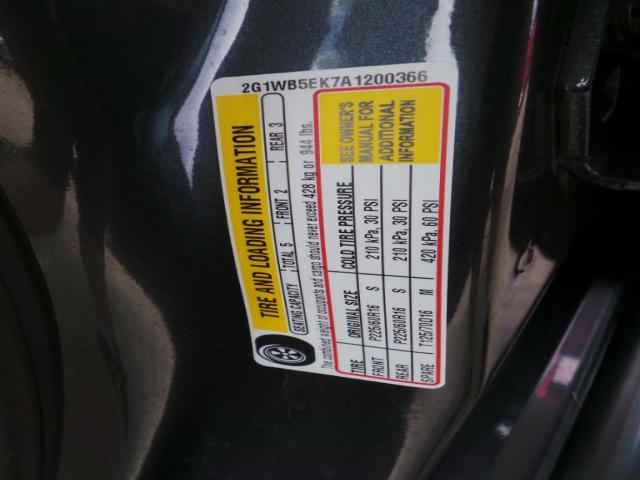 2G1WB5EK7A1200366
TIRE AND LOADING INFORMATION
SEATING CAPACITY TOTAL 5 FRONT 2 REAR 3
The combined weight of occupants and cargo should never exceed 428 kg or 944 lbs.
TIRE ORIGINAL SIZE COLD TIRE PRESSURE
FRONT P225/60R16 S 210 kPa, 30 PSI
REAR P225/60R16 S 210 kPa, 30 PSI
SPARE T125/70D16 M 420 kPa, 60 PSI
SEE OWNER'S
MANUAL FOR
ADDITIONAL
INFORMATION